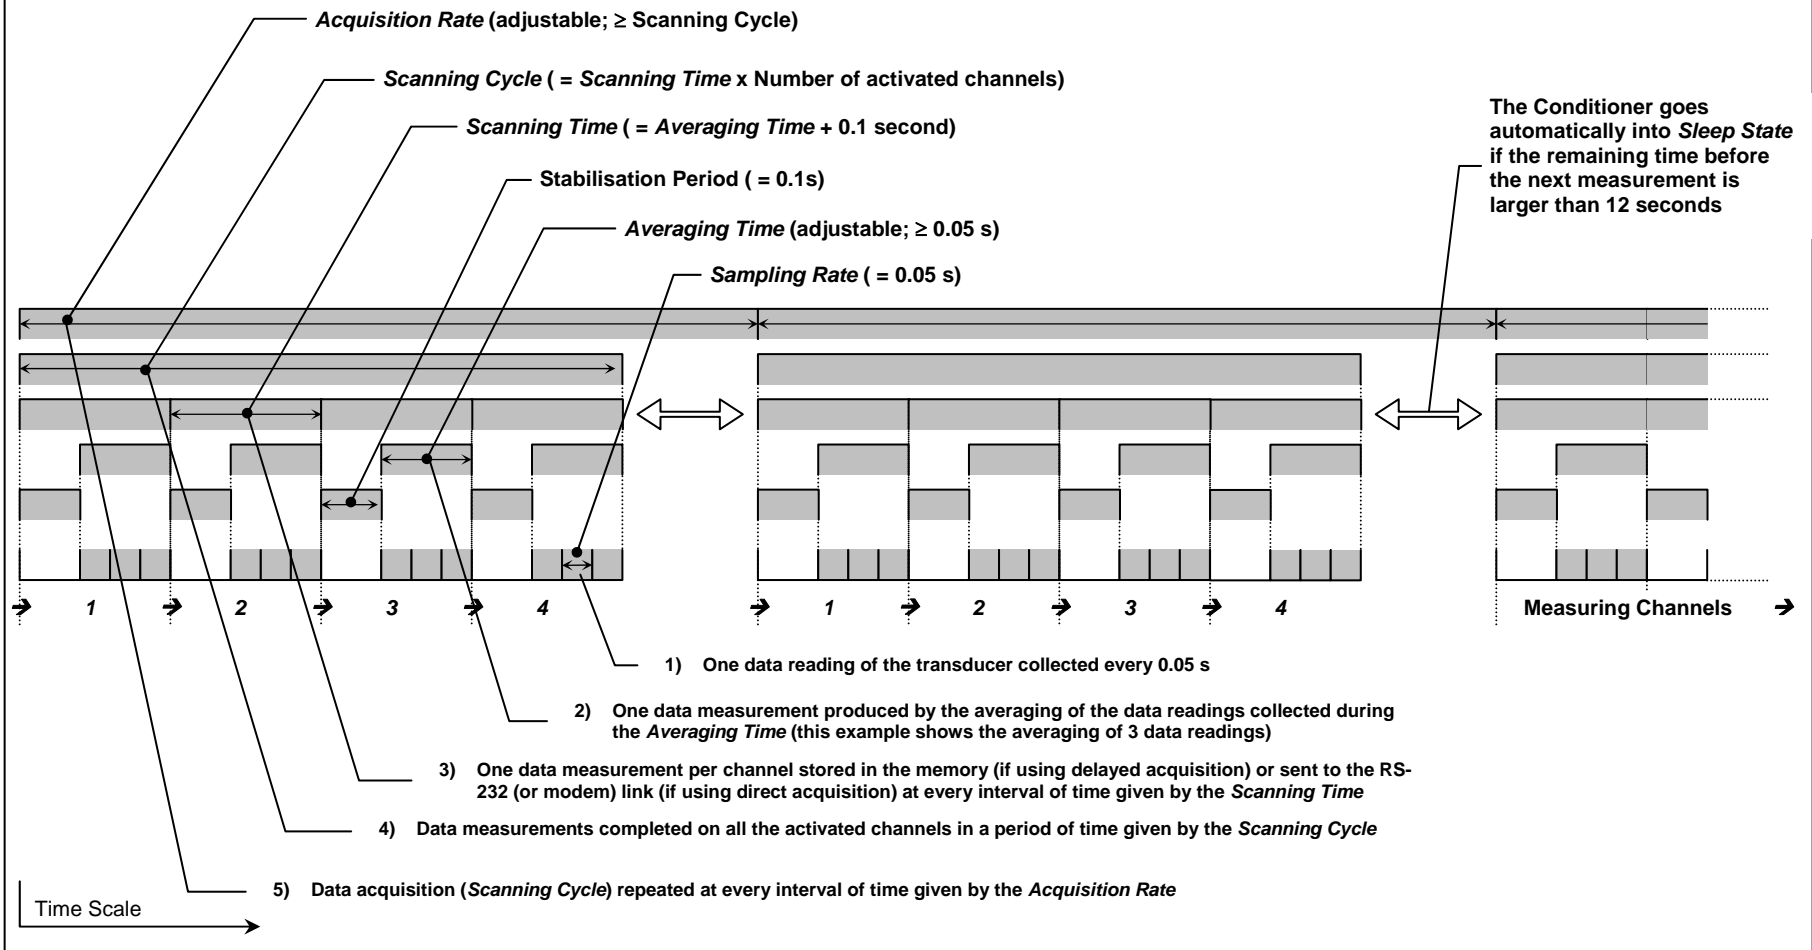 Acquisition Rate (adjustable; ≥ Scanning Cycle)
Scanning Cycle ( = Scanning Time x Number of activated channels)
Scanning Time ( = Averaging Time + 0.1 second)
Stabilisation Period ( = 0.1s)
Averaging Time (adjustable; ≥ 0.05 s)
Sampling Rate ( = 0.05 s)
The Conditioner goes
automatically into Sleep State
if the remaining time before
the next measurement is
larger than 12 seconds
➔ 1 ➔ 2 ➔ 3 ➔ 4 ➔ 1 ➔ 2 ➔ 3 ➔ 4 Measuring Channels ➔
1) One data reading of the transducer collected every 0.05 s
2) One data measurement produced by the averaging of the data readings collected during
the Averaging Time (this example shows the averaging of 3 data readings)
3) One data measurement per channel stored in the memory (if using delayed acquisition) or sent to the RS-
232 (or modem) link (if using direct acquisition) at every interval of time given by the Scanning Time
4) Data measurements completed on all the activated channels in a period of time given by the Scanning Cycle
5) Data acquisition (Scanning Cycle) repeated at every interval of time given by the Acquisition Rate
Time Scale